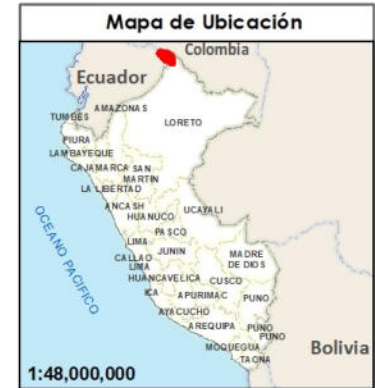 Mapa de Ubicación
Colombia
Ecuador
AMAZONAS
TUMBES
LORETO
PIURA
LAMBAYEQUE
CAJAMARCA SAN
MARTIN
LA LIBERTAD
ANCASH
HUANUCO
UCAYALI
PASCO
LIMA
JUNIN
CALLAO
LIMA
MADRE
DE DIOS
HUANCAVELICA
CUSCO
ICA
APURIMAC
PUNO
AYACUCHO
AREQUIPA
PUNO
PUNO
MOQUEGUA
TACNA
OCEANO PACIFICO
Bolivia
1:48,000,000